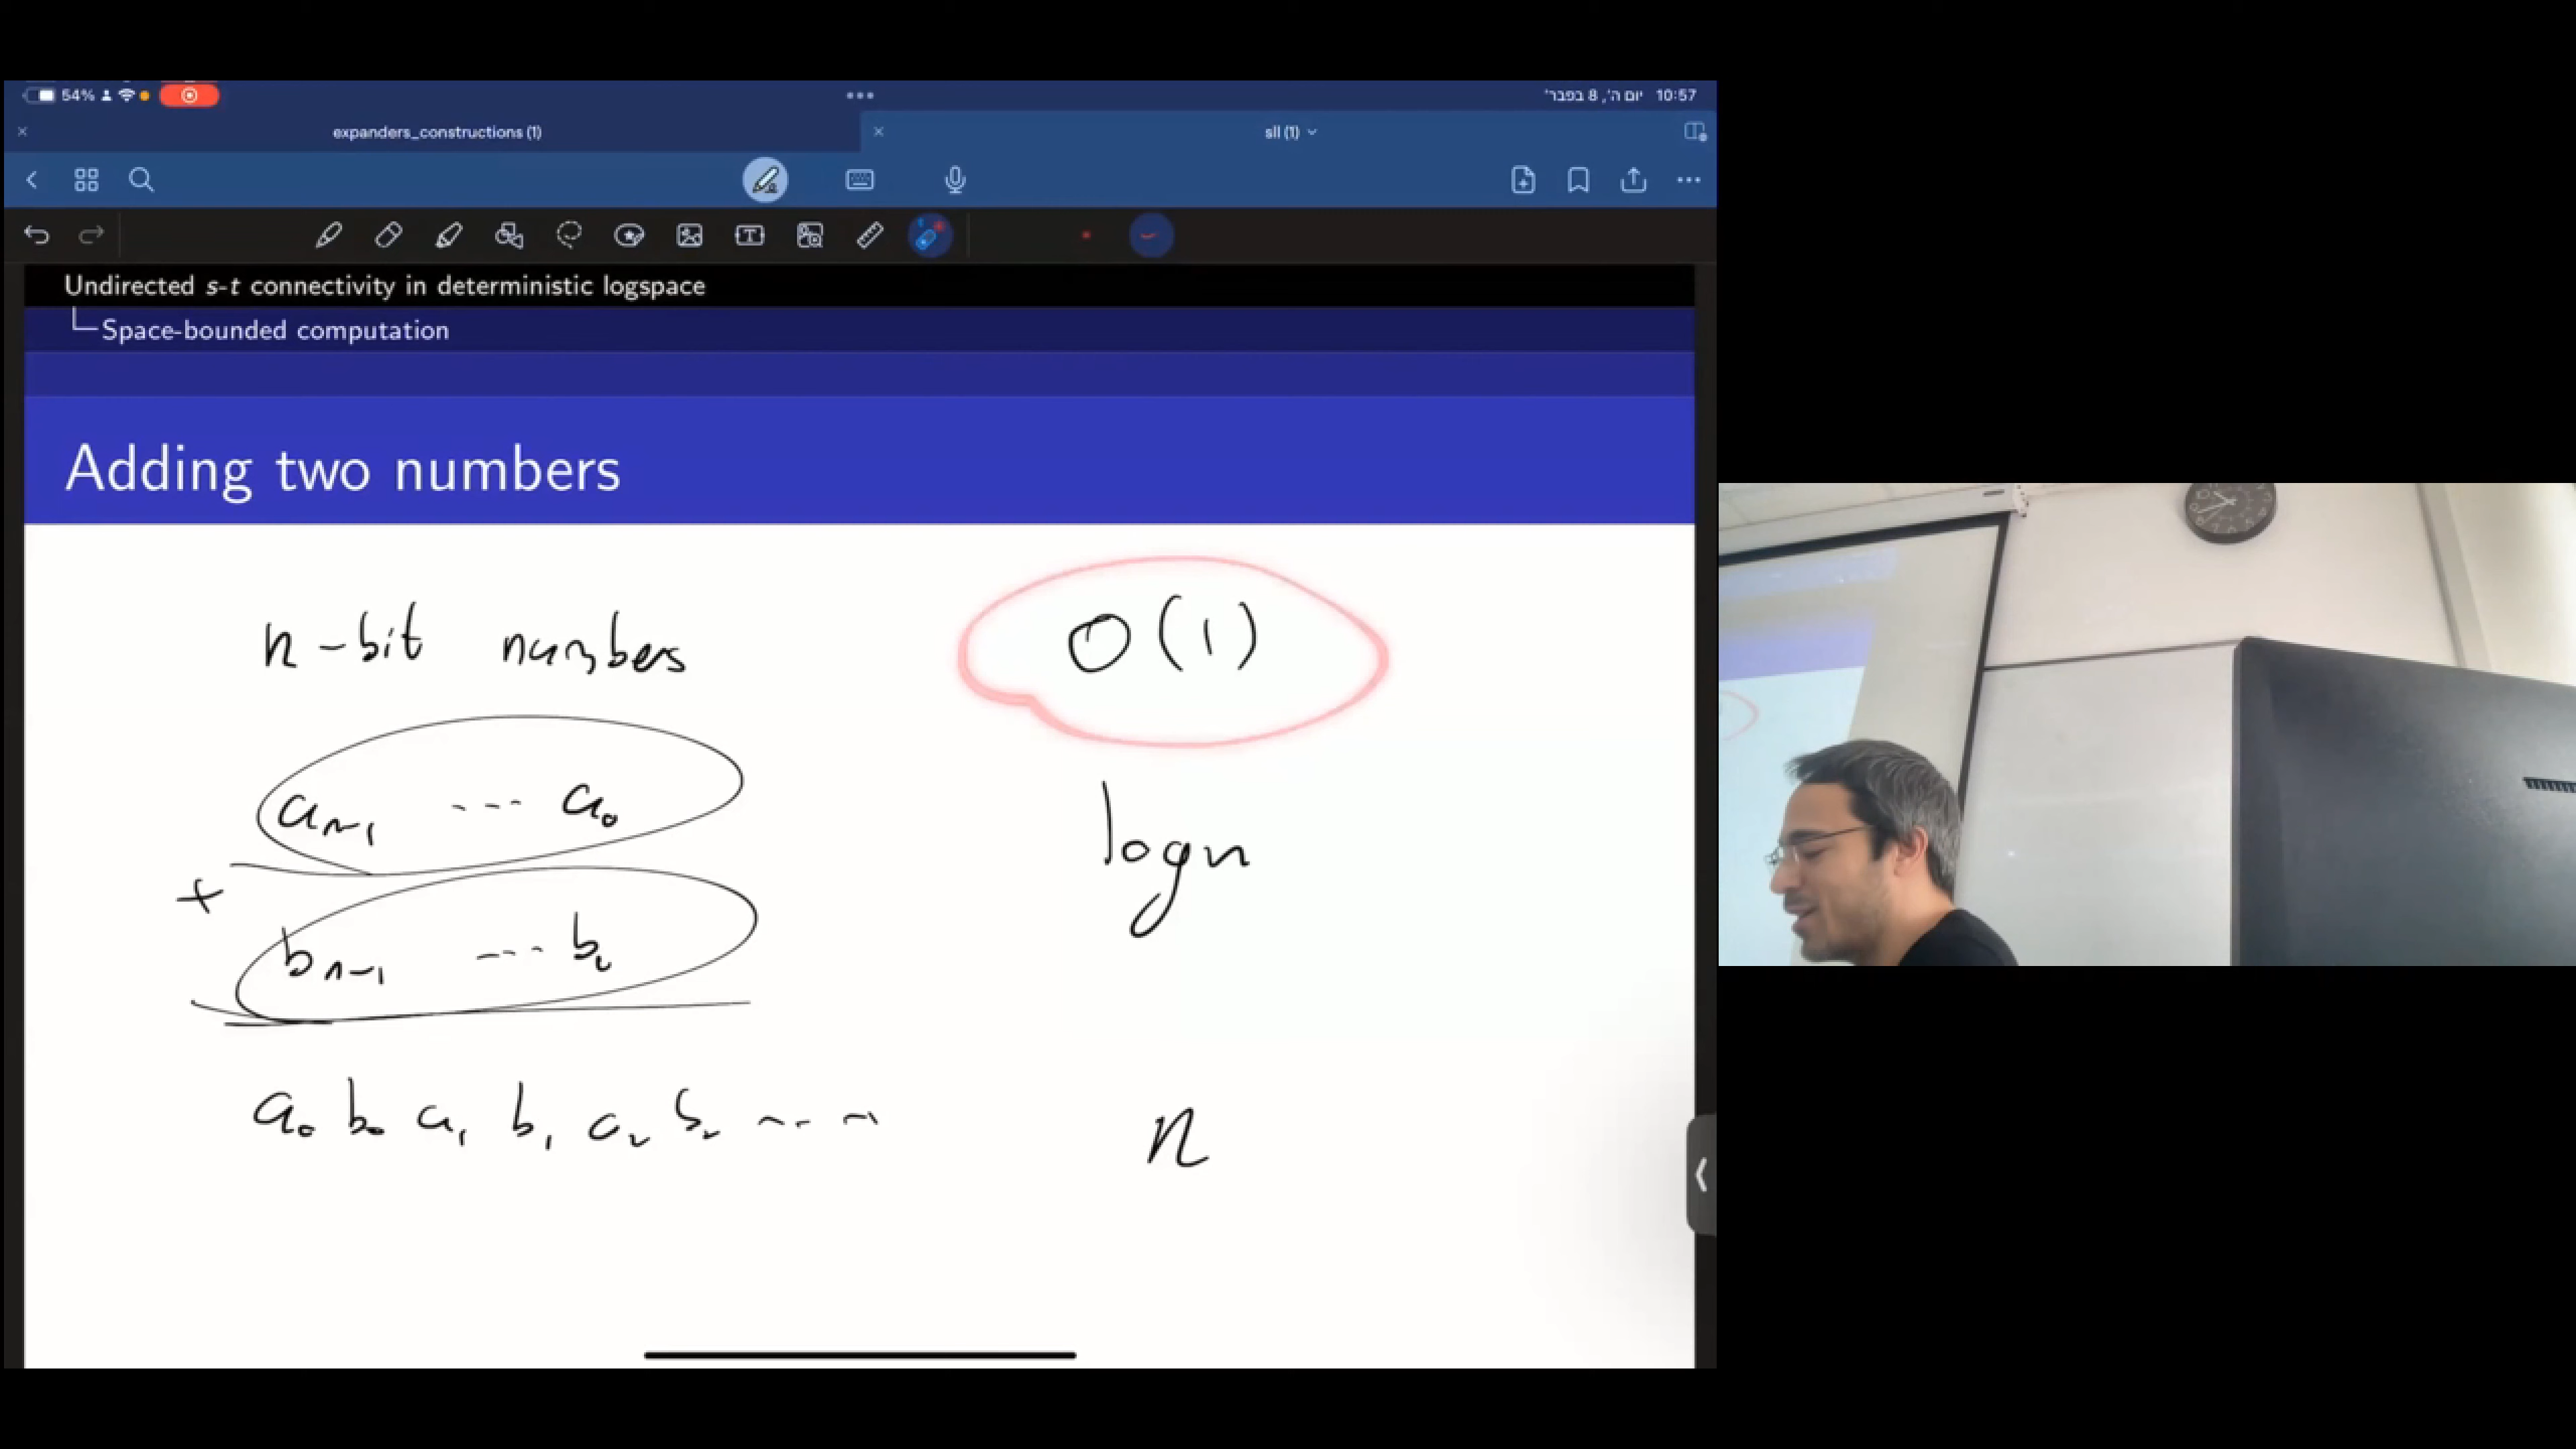 54%
10:57 יום ה', 8 בפבר'
expanders_constructions (1)
sll (1)
Undirected s-t connectivity in deterministic logspace
Space-bounded computation
Adding two numbers
n-bit numbers
O(1)
aₙ₋₁ --- a₀
log n
+
bₙ₋₁ --- b₀
a₀ b₀ a₁ b₁ a₂ b₂ ---
n